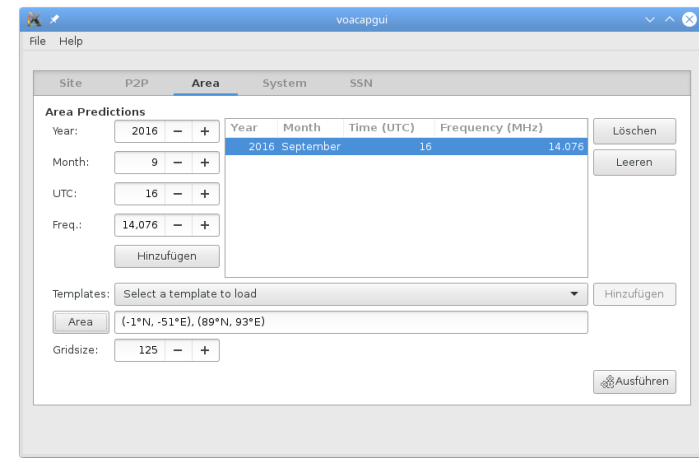 voacapgui
File Help
Site P2P Area System SSN
Area Predictions
Year: 2016 − +
Month: 9 − +
UTC: 16 − +
Freq.: 14,076 − +
Hinzufügen
Year Month Time (UTC) Frequency (MHz)
2016 September 16 14.076
Löschen
Leeren
Templates: Select a template to load Hinzufügen
Area (-1°N, -51°E), (89°N, 93°E)
Gridsize: 125 − +
Ausführen